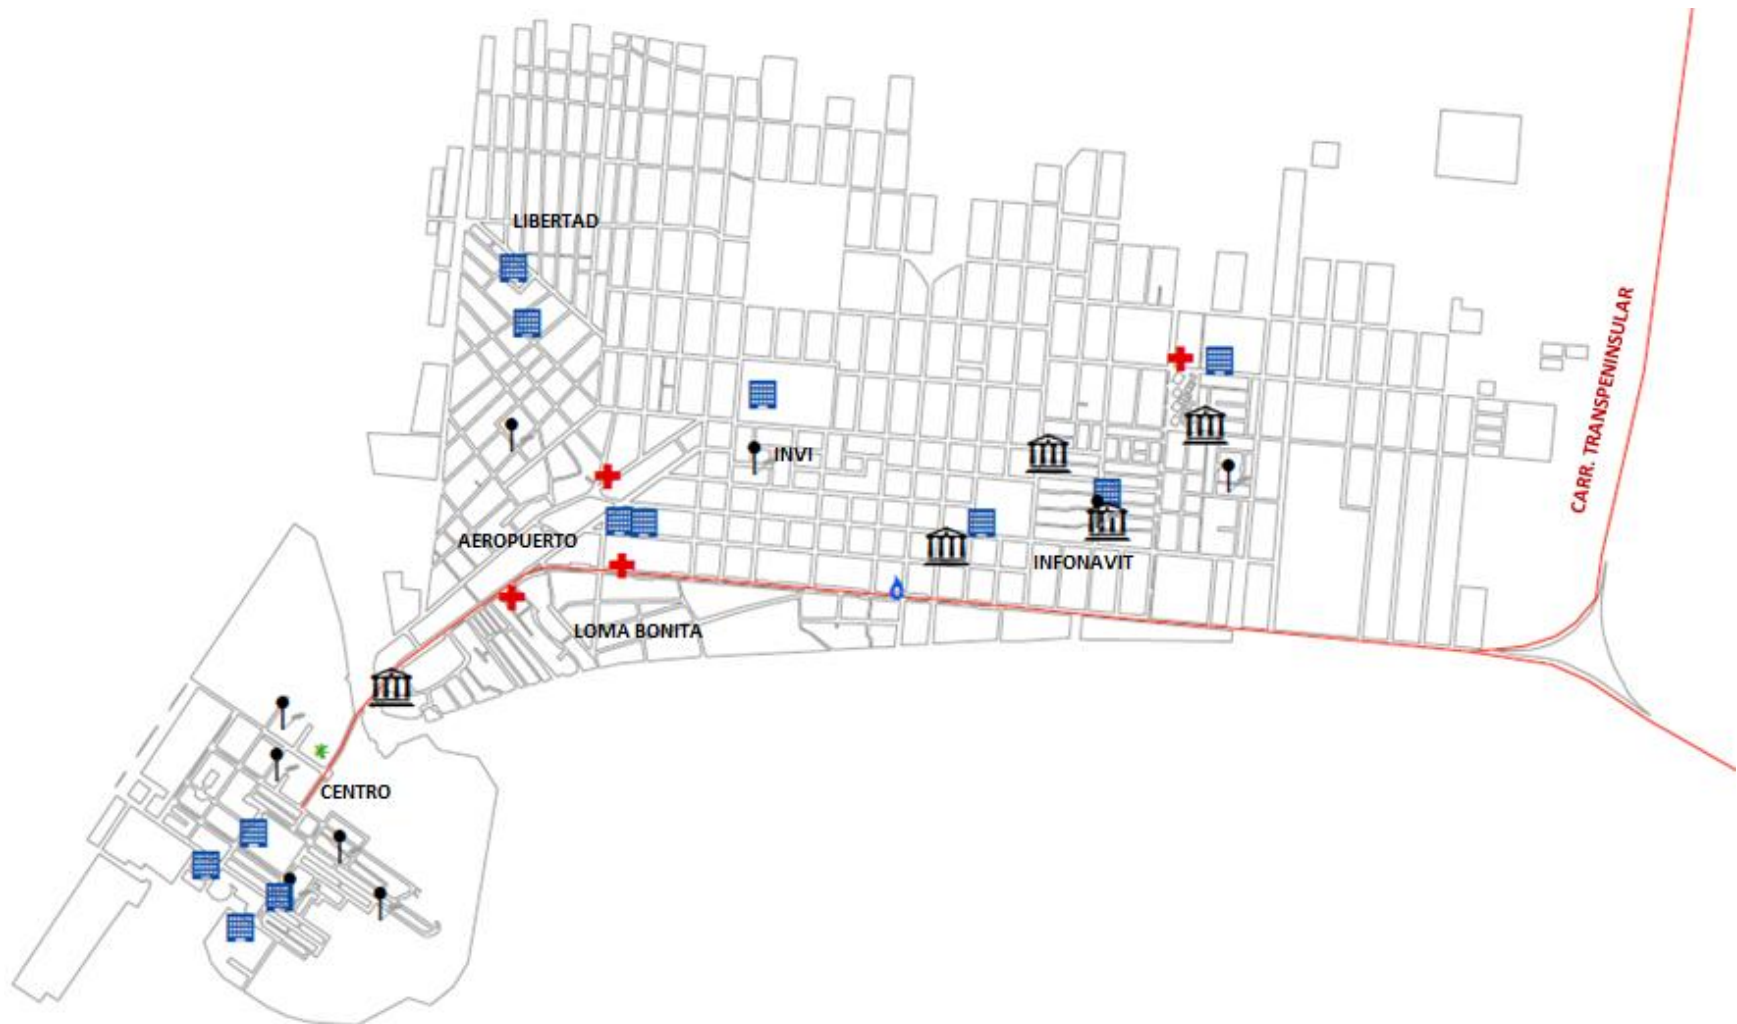 LIBERTAD
CARR. TRANSPENINSULAR
INVI
AEROPUERTO
INFONAVIT
LOMA BONITA
CENTRO